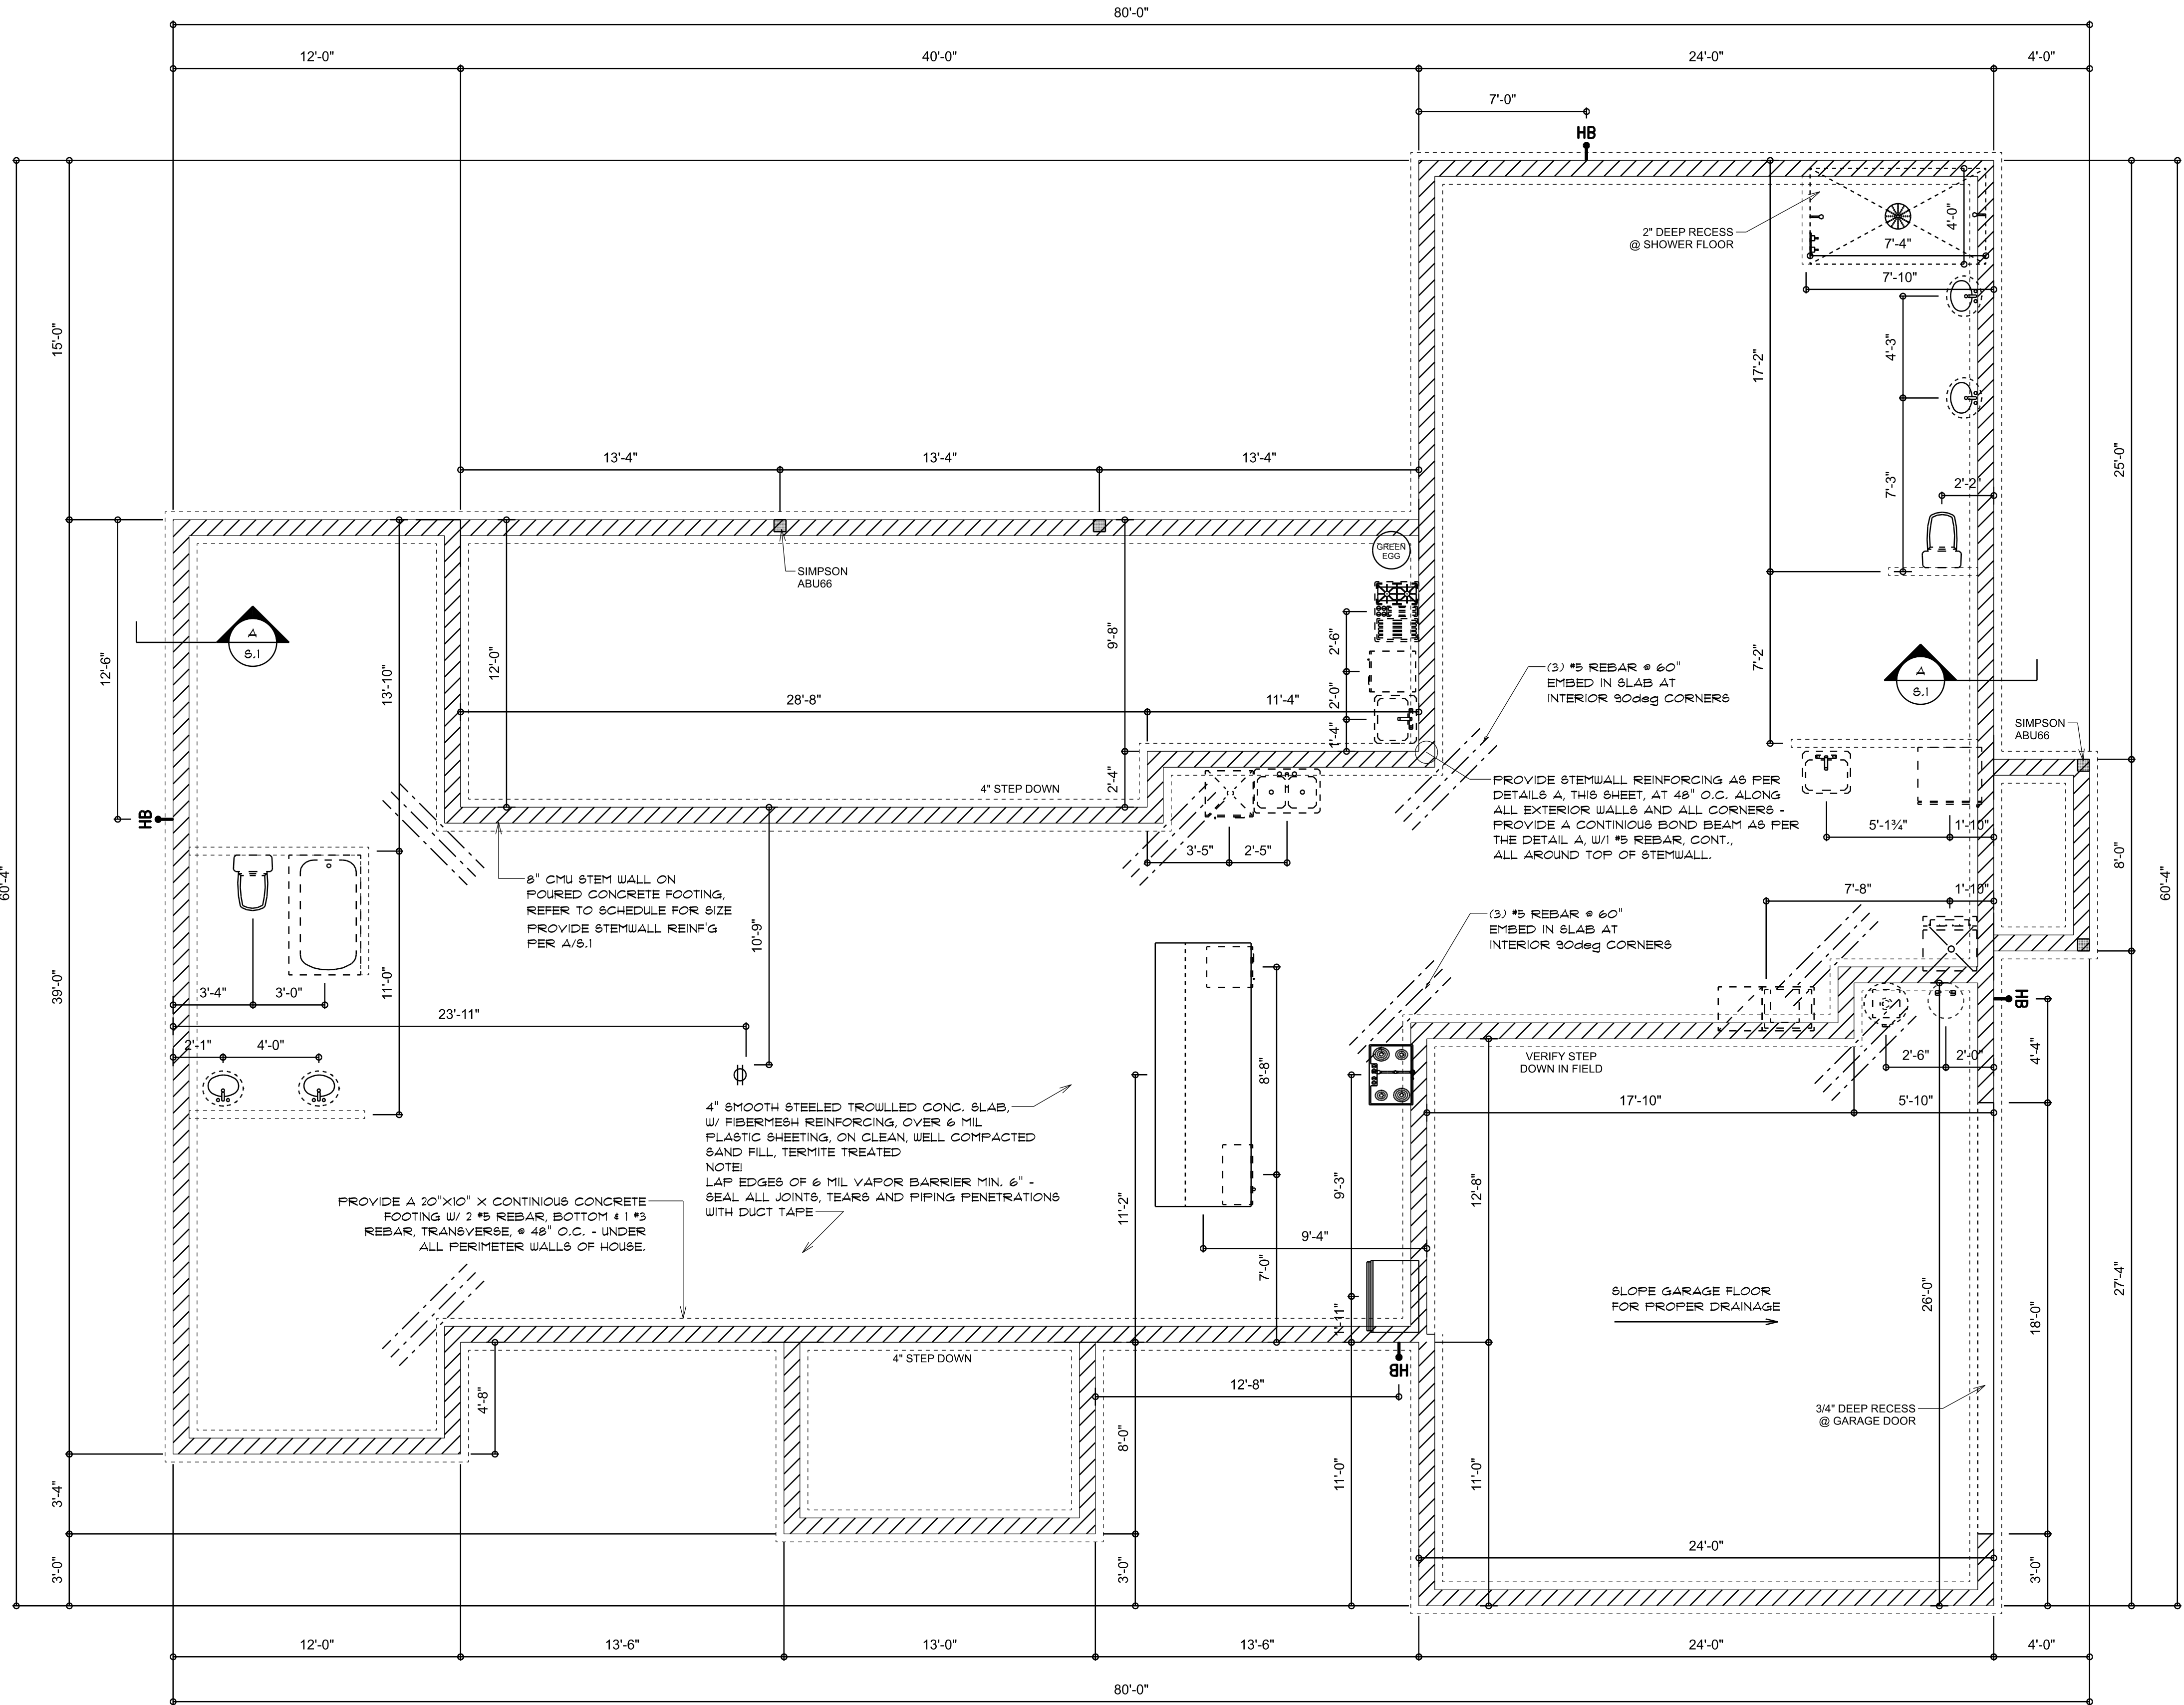 80'-0"
12'-0"
40'-0"
24'-0"
4'-0"
7'-0"
HB
2" DEEP RECESS
@ SHOWER FLOOR
4'-0"
7'-4"
7'-10"
15'-0"
17'-2"
4'-3"
7'-3"
2'-2"
25'-0"
13'-4"
13'-4"
13'-4"
SIMPSON
ABU66
GREEN
EGG
A
S.1
12'-6"
13'-10"
12'-0"
9'-8"
2'-6"
2'-0"
1'-4"
28'-8"
11'-4"
(3) #5 REBAR @ 60"
EMBED IN SLAB AT
INTERIOR 90deg CORNERS
7'-2"
A
S.1
SIMPSON
ABU66
HB
4" STEP DOWN
2'-4"
PROVIDE STEMWALL REINFORCING AS PER
DETAILS A, THIS SHEET, AT 48" O.C. ALONG
ALL EXTERIOR WALLS AND ALL CORNERS -
PROVIDE A CONTINIOUS BOND BEAM AS PER
THE DETAIL A, W/1 #5 REBAR, CONT.,
ALL AROUND TOP OF STEMWALL.
5'-1¾"
1'-10"
3'-5"
2'-5"
8'-0"
60'-4"
60'-4"
8" CMU STEM WALL ON
POURED CONCRETE FOOTING,
REFER TO SCHEDULE FOR SIZE
PROVIDE STEMWALL REINF'G
PER A/S.1
7'-8"
1'-10"
(3) #5 REBAR @ 60"
EMBED IN SLAB AT
INTERIOR 90deg CORNERS
10'-9"
39'-0"
11'-0"
3'-4"
3'-0"
23'-11"
HB
2'-1"
4'-0"
8'-8"
VERIFY STEP
DOWN IN FIELD
2'-6"
2'-0"
4'-4"
17'-10"
5'-10"
4" SMOOTH STEELED TROWLLED CONC. SLAB,
W/ FIBERMESH REINFORCING, OVER 6 MIL
PLASTIC SHEETING, ON CLEAN, WELL COMPACTED
SAND FILL, TERMITE TREATED
NOTE!
LAP EDGES OF 6 MIL VAPOR BARRIER MIN. 6" -
SEAL ALL JOINTS, TEARS AND PIPING PENETRATIONS
WITH DUCT TAPE
PROVIDE A 20"X10" X CONTINIOUS CONCRETE
FOOTING W/ 2 #5 REBAR, BOTTOM & 1 #3
REBAR, TRANSVERSE, @ 48" O.C. - UNDER
ALL PERIMETER WALLS OF HOUSE.
11'-2"
9'-3"
12'-8"
9'-4"
7'-0"
1'-11"
SLOPE GARAGE FLOOR
FOR PROPER DRAINAGE
26'-0"
18'-0"
27'-4"
4" STEP DOWN
HB
12'-8"
4'-8"
3/4" DEEP RECESS
@ GARAGE DOOR
8'-0"
11'-0"
11'-0"
3'-4"
3'-0"
3'-0"
24'-0"
3'-0"
12'-0"
13'-6"
13'-0"
13'-6"
24'-0"
4'-0"
80'-0"